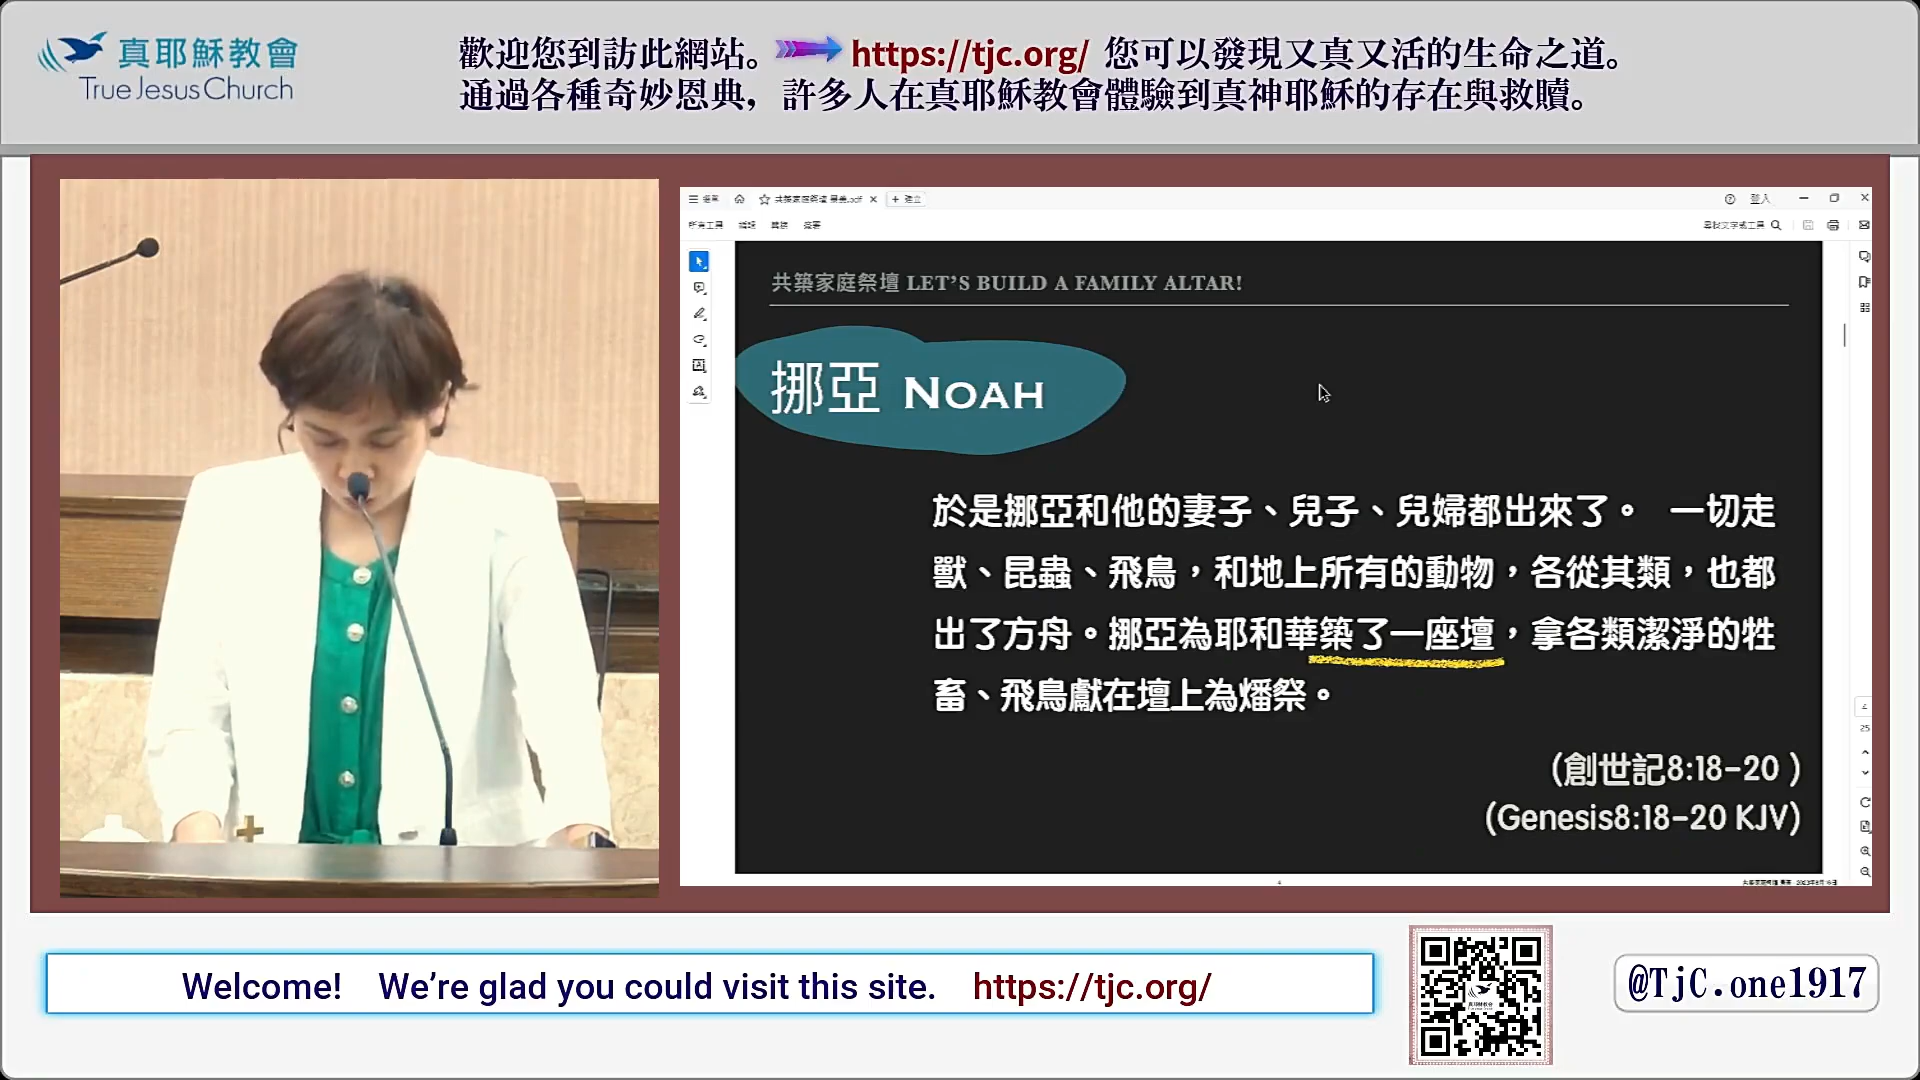 真耶穌教會
True Jesus Church
歡迎您到訪此網站。 https://tjc.org/ 您可以發現又真又活的生命之道。
通過各種奇妙恩典，許多人在真耶穌教會體驗到真神耶穌的存在與救贖。
登入
共築家庭祭壇 LET'S BUILD A FAMILY ALTAR!
挪亞 NOAH
於是挪亞和他的妻子、兒子、兒婦都出來了。 一切走
獸、昆蟲、飛鳥，和地上所有的動物，各從其類，也都
出了方舟。挪亞為耶和華築了一座壇，拿各類潔淨的牲
畜、飛鳥獻在壇上為燔祭。
(創世記8:18-20 )
(Genesis8:18-20 KJV)
25
Welcome! We're glad you could visit this site. https://tjc.org/
@TjC.one1917